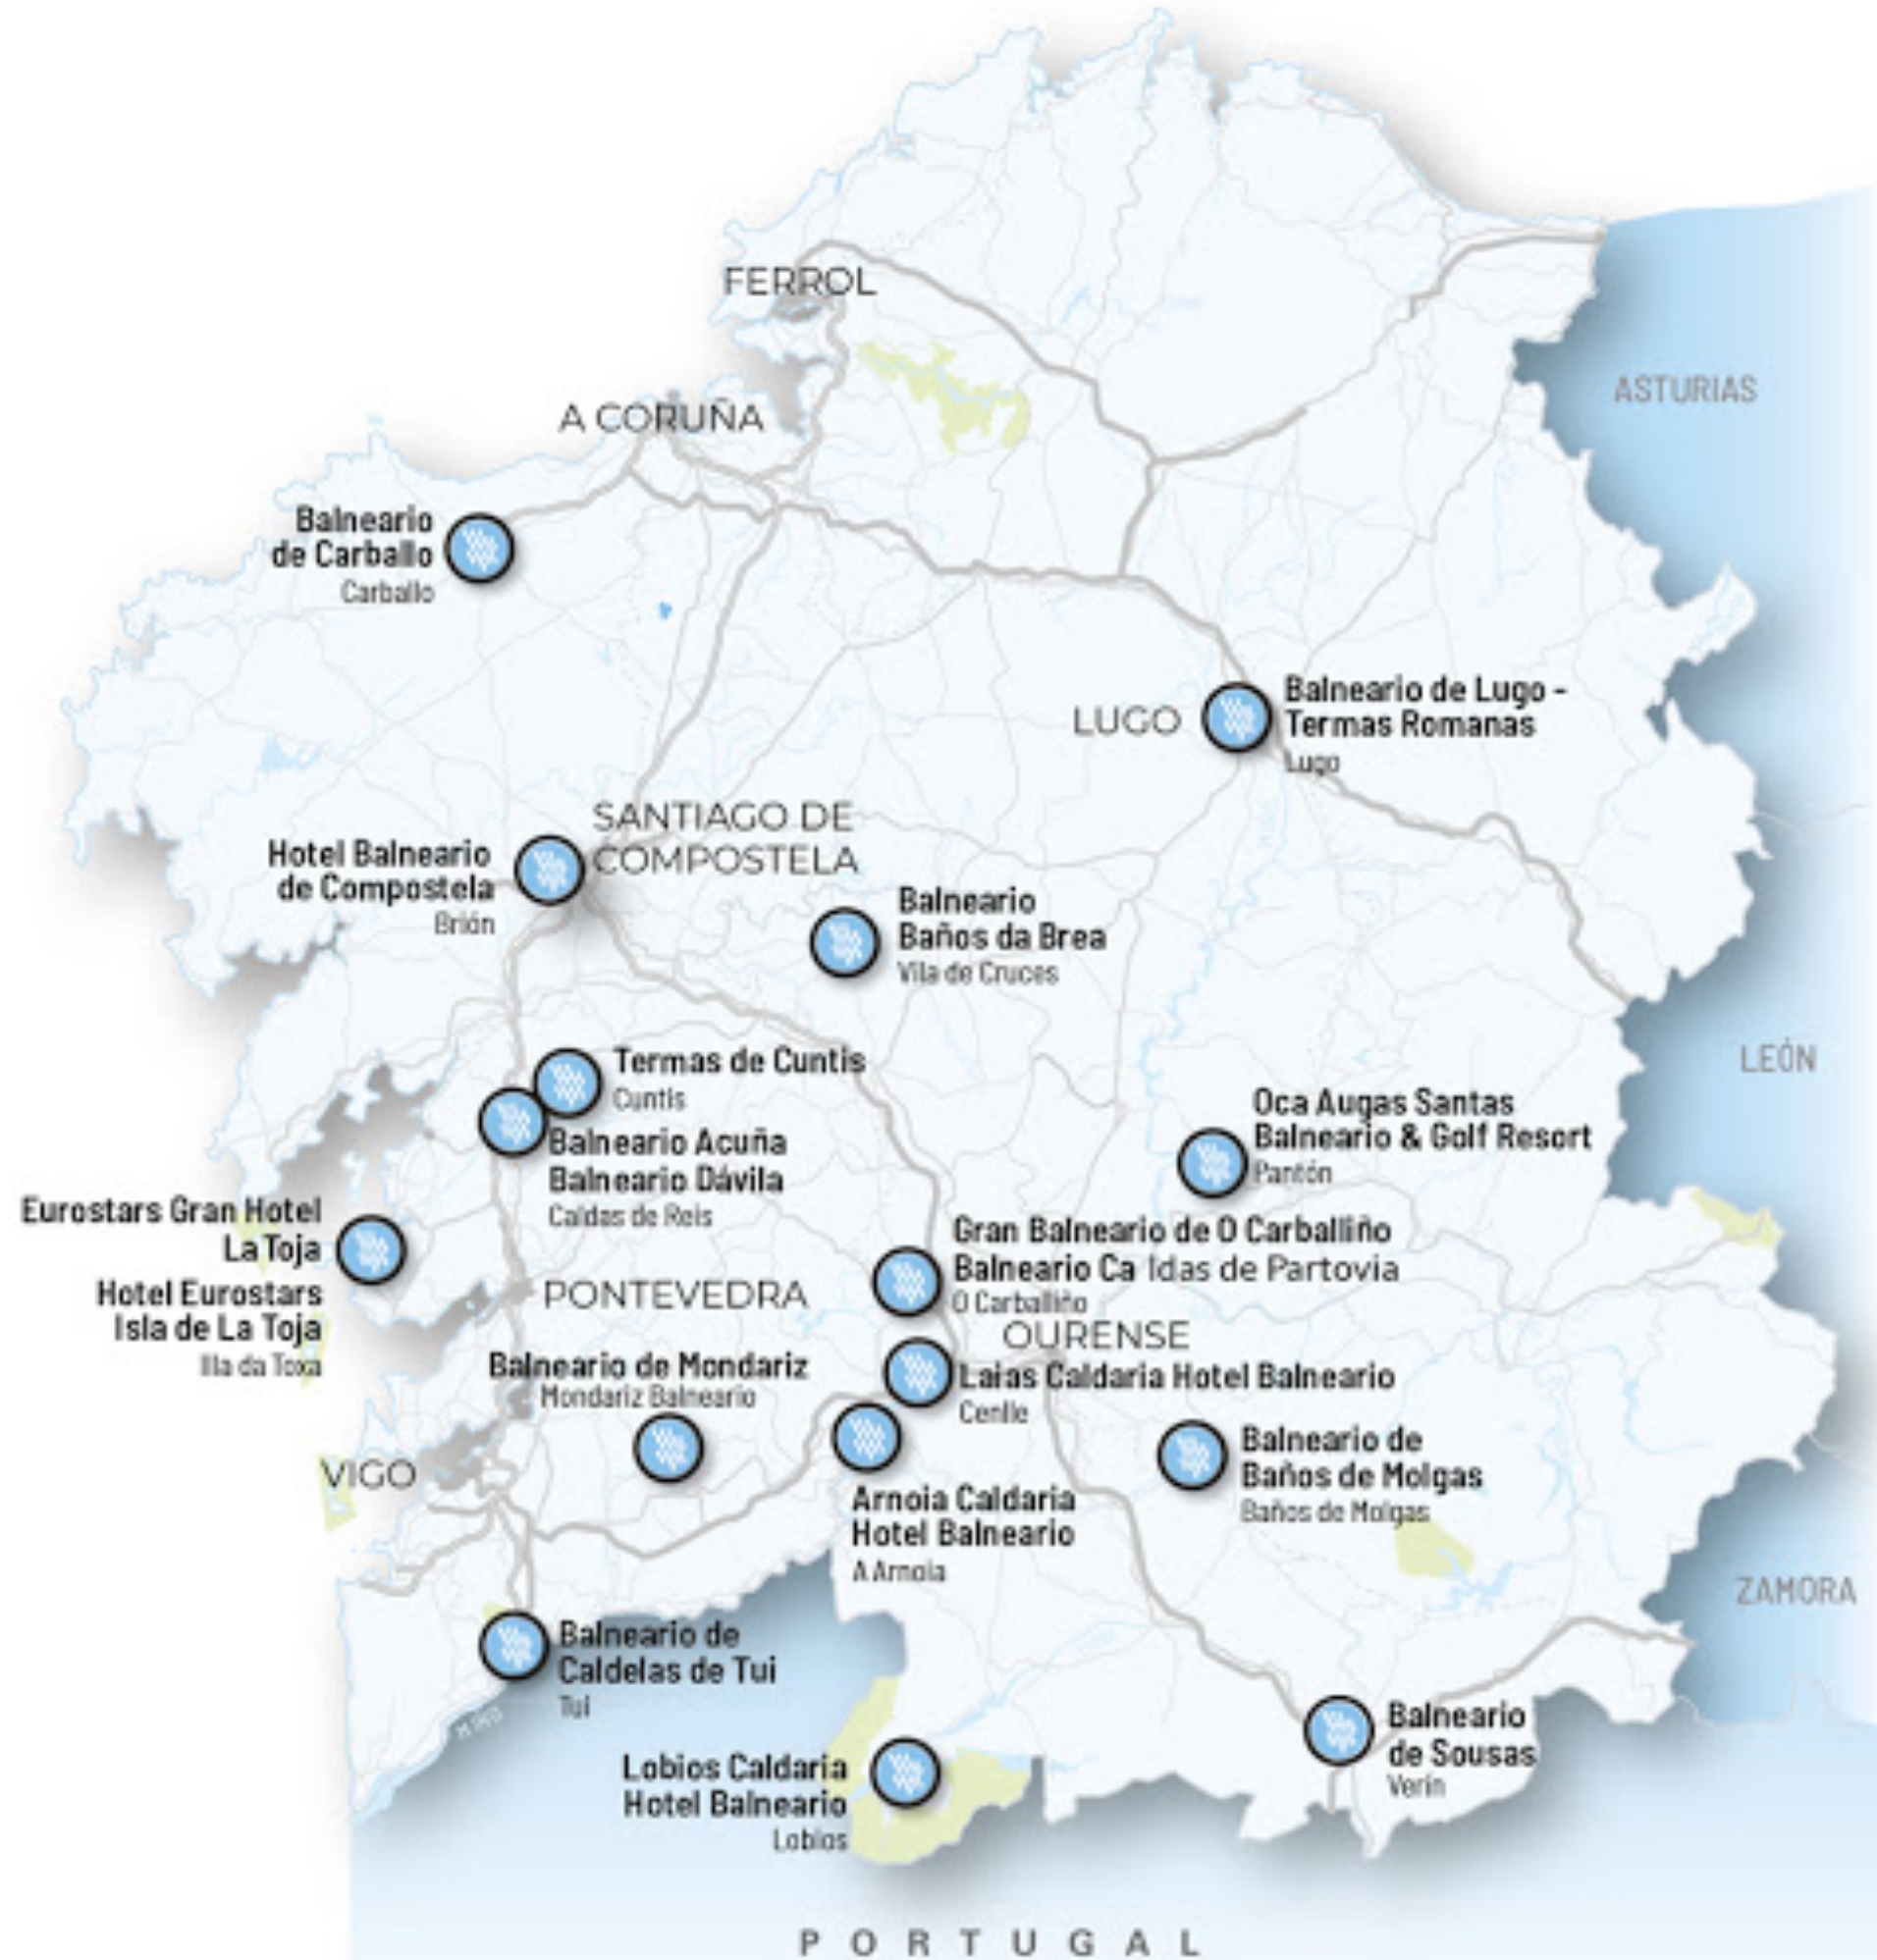 FERROL
ASTURIAS
A CORUÑA
Balneario
de Carballo
Carballo
Balneario de Lugo -
Termas Romanas
Lugo
LUGO
SANTIAGO DE
COMPOSTELA
Hotel Balneario
de Compostela
Brión
Balneario
Baños da Brea
Vila de Cruces
LEÓN
Termas de Cuntis
Cuntis
Balneario Acuña
Balneario Dávila
Caldas de Reis
Oca Augas Santas
Balneario & Golf Resort
Pantón
Eurostars Gran Hotel
La Toja
Hotel Eurostars
Isla de La Toja
Illa da Toxa
Gran Balneario de O Carballiño
Balneario Ca ldas de Partovia
O Carballiño
PONTEVEDRA
OURENSE
Balneario de Mondariz
Mondariz Balneario
Laias Caldaria Hotel Balneario
Cenlle
VIGO
Balneario de
Baños de Molgas
Baños de Molgas
Arnoia Caldaria
Hotel Balneario
A Arnoia
ZAMORA
Balneario de
Caldelas de Tui
Tui
MIÑO
Balneario
de Sousas
Verín
Lobios Caldaria
Hotel Balneario
Lobios
PORTUGAL